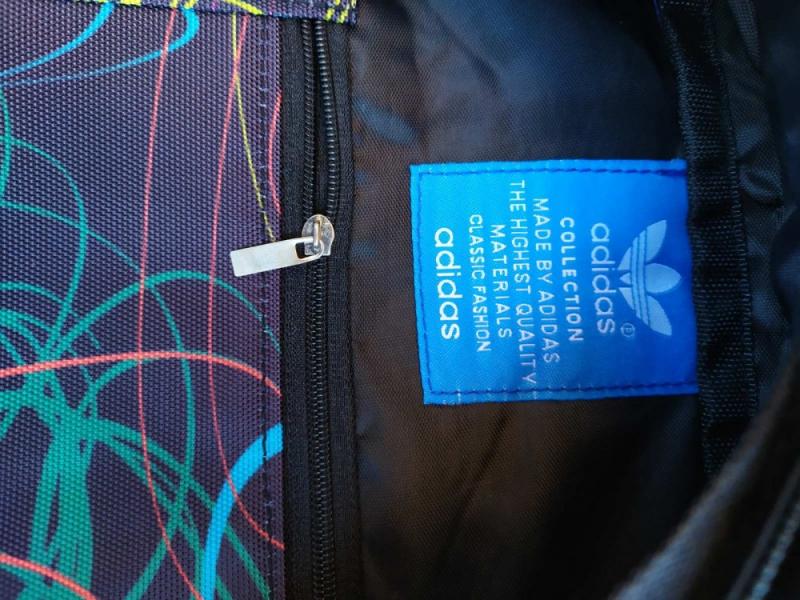 adidas
COLLECTION
MADE BY ADIDAS
THE HIGHEST QUALITY
MATERIALS
CLASSIC FASHION
adidas